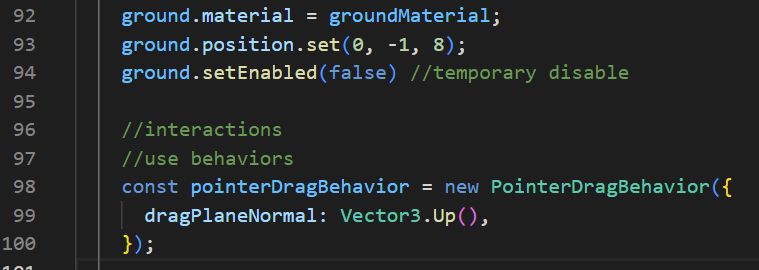 92 ground.material = groundMaterial;
93 ground.position.set(0, -1, 8);
94 ground.setEnabled(false) //temporary disable
95
96 //interactions
97 //use behaviors
98 const pointerDragBehavior = new PointerDragBehavior({
99 dragPlaneNormal: Vector3.Up(),
100 });
101